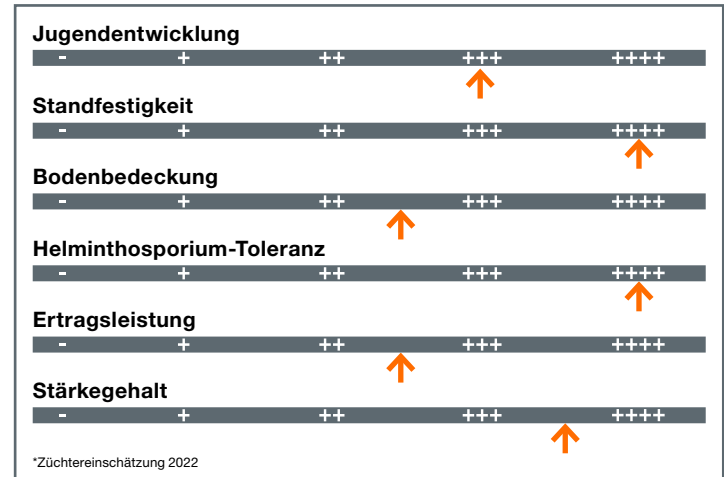 Jugendentwicklung
- + ++ +++ ++++
Standfestigkeit
- + ++ +++ ++++
Bodenbedeckung
- + ++ +++ ++++
Helminthosporium-Toleranz
- + ++ +++ ++++
Ertragsleistung
- + ++ +++ ++++
Stärkegehalt
- + ++ +++ ++++
*Züchtereinschätzung 2022